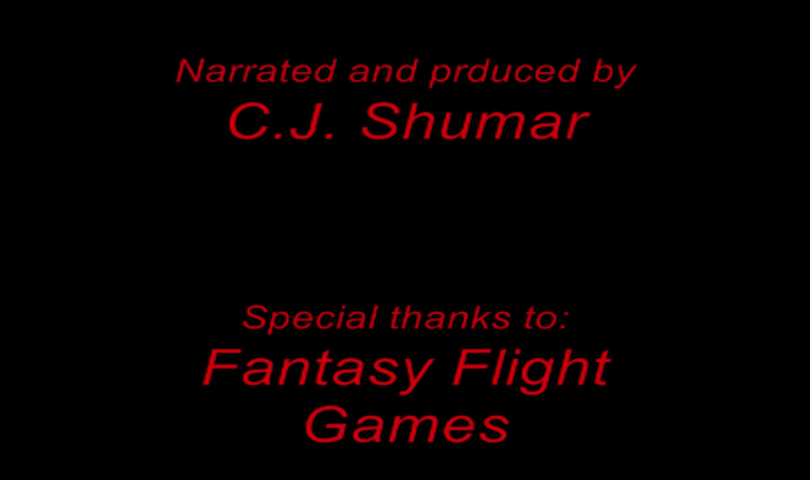 Narrated and prduced by
C.J. Shumar
Special thanks to:
Fantasy Flight
Games